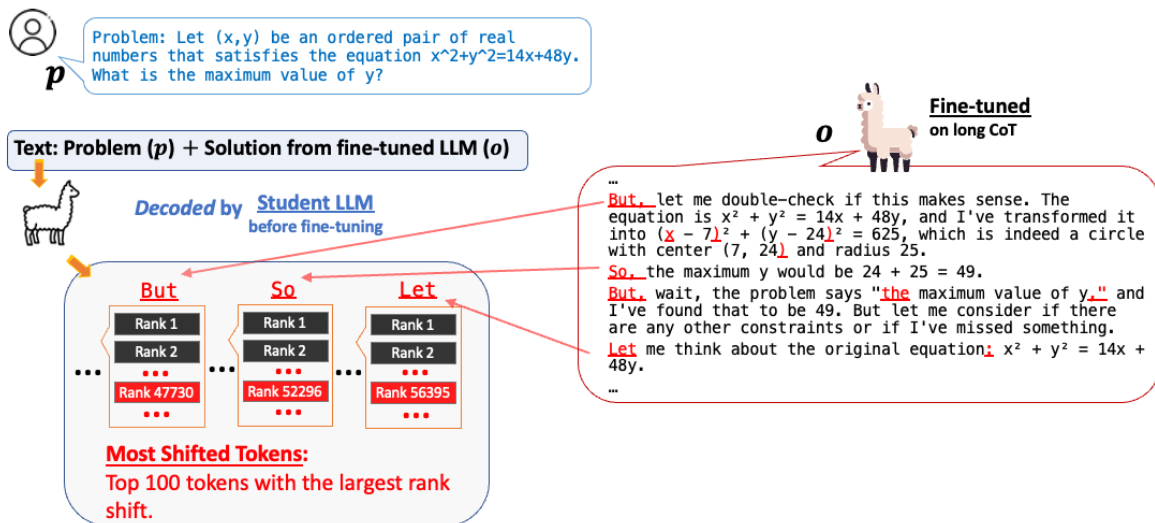 Problem: Let (x,y) be an ordered pair of real
numbers that satisfies the equation x^2+y^2=14x+48y.
What is the maximum value of y?
p
Text: Problem (p) + Solution from fine-tuned LLM (o)
Decoded by Student LLM
before fine-tuning
But
So
Let
Rank 1
Rank 1
Rank 1
Rank 2
Rank 2
Rank 2
...
...
...
...
...
...
Rank 47730
Rank 52296
Rank 56395
...
...
...
Most Shifted Tokens:
Top 100 tokens with the largest rank
shift.
o
Fine-tuned
on long CoT
…
But, let me double-check if this makes sense. The
equation is x² + y² = 14x + 48y, and I've transformed it
into (x − 7)² + (y − 24)² = 625, which is indeed a circle
with center (7, 24) and radius 25.
So, the maximum y would be 24 + 25 = 49.
But, wait, the problem says "the maximum value of y," and
I've found that to be 49. But let me consider if there
are any other constraints or if I've missed something.
Let me think about the original equation: x² + y² = 14x +
48y.
…